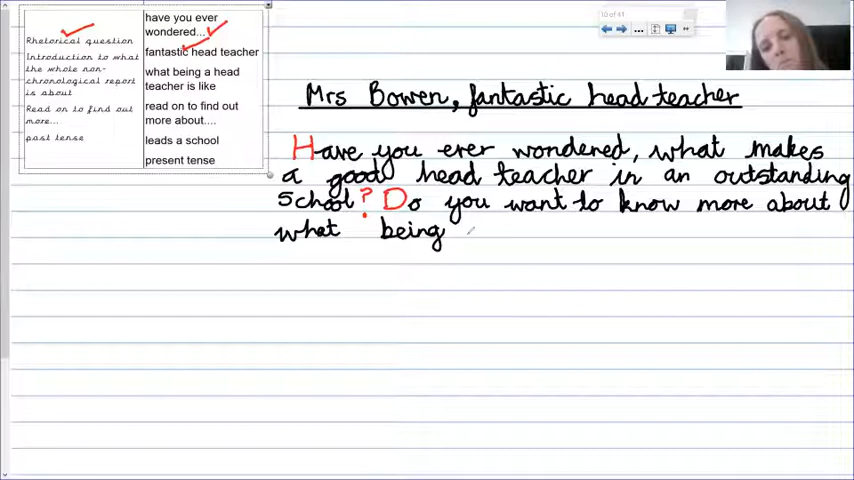 Rhetorical question
Introduction to what
the whole non-
chronological report
is about
Read on to find out
more...
past tense
have you ever
wondered...
fantastic head teacher
what being a head
teacher is like
read on to find out
more about....
leads a school
present tense
10 of 41
Mrs Bowen, fantastic head teacher
Have you ever wondered, what makes
a good head teacher in an outstanding
school? Do you want to know more about
what being